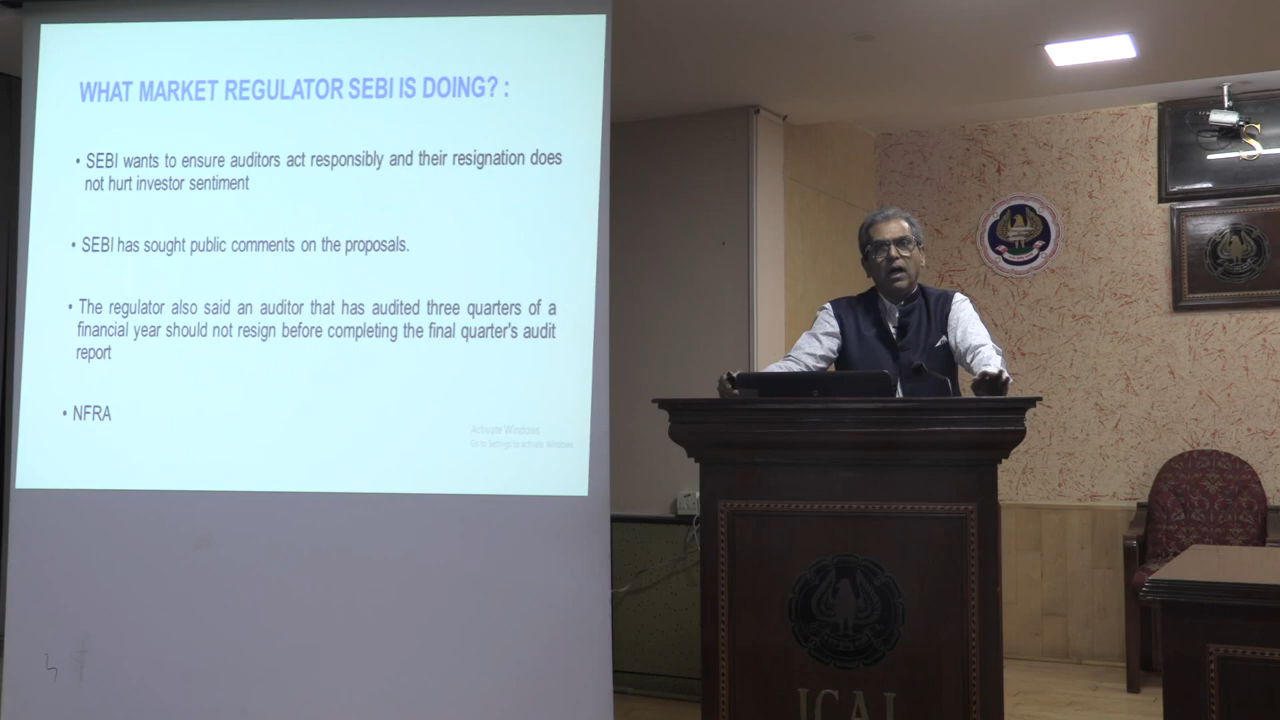 WHAT MARKET REGULATOR SEBI IS DOING? :
• SEBI wants to ensure auditors act responsibly and their resignation does
not hurt investor sentiment
• SEBI has sought public comments on the proposals.
• The regulator also said an auditor that has audited three quarters of a
financial year should not resign before completing the final quarter's audit
report
• NFRA
Activate Windows
Go to Settings to activate Windows.
ICAI